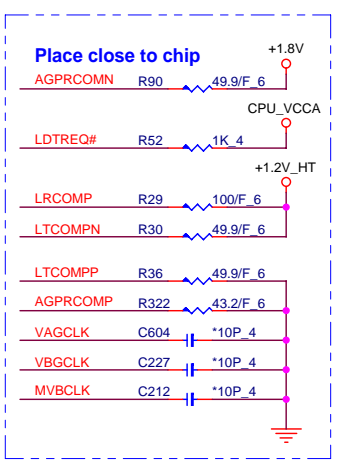 Place close to chip
+1.8V
AGPRCOMN R90 49.9/F_6
CPU_VCCA
LDTREQ# R52 1K_4
+1.2V_HT
LRCOMP R29 100/F_6
LTCOMPN R30 49.9/F_6
LTCOMPP R36 49.9/F_6
AGPRCOMP R322 43.2/F_6
VAGCLK C604 *10P_4
VBGCLK C227 *10P_4
MVBCLK C212 *10P_4